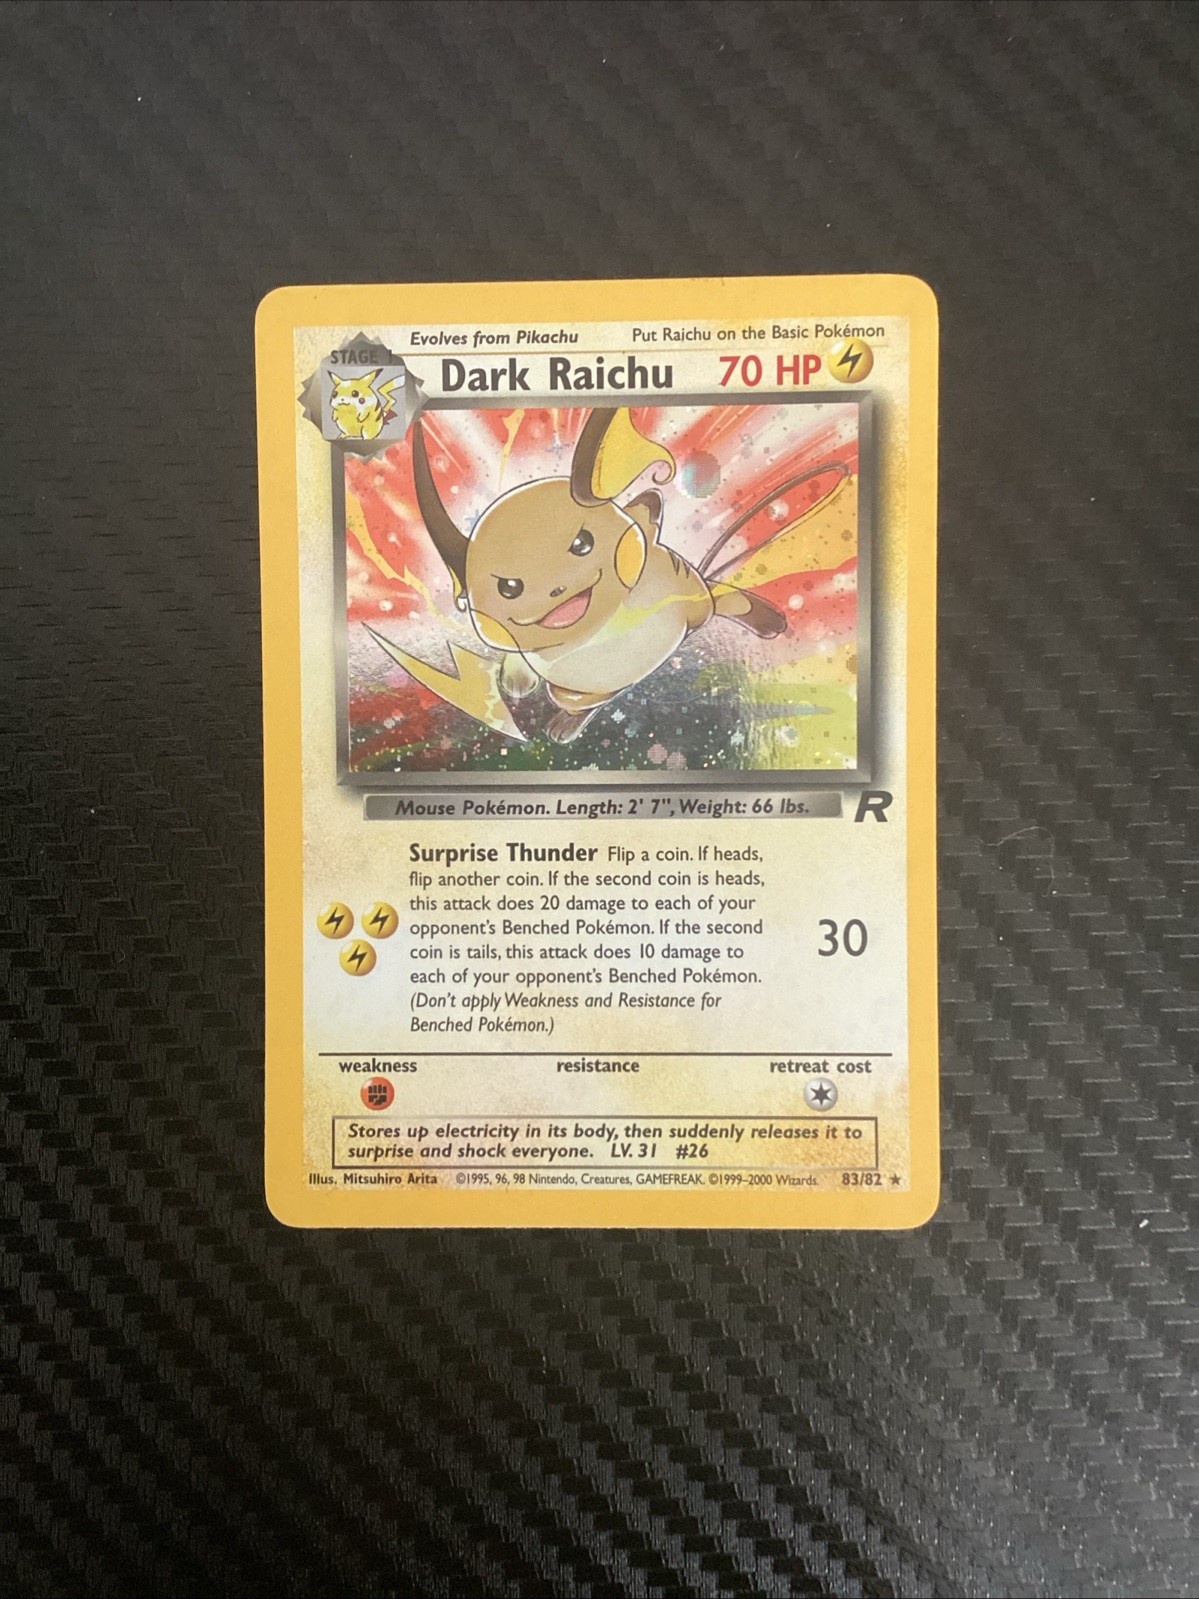 Evolves from Pikachu Put Raichu on the Basic Pokémon
STAGE 1
Dark Raichu 70 HP
Mouse Pokémon. Length: 2' 7", Weight: 66 lbs.
R
Surprise Thunder Flip a coin. If heads,
flip another coin. If the second coin is heads,
this attack does 20 damage to each of your
opponent's Benched Pokémon. If the second
coin is tails, this attack does 10 damage to
each of your opponent's Benched Pokémon.
(Don't apply Weakness and Resistance for
Benched Pokémon.)
30
weakness resistance retreat cost
Stores up electricity in its body, then suddenly releases it to
surprise and shock everyone. LV. 31 #26
Illus. Mitsuhiro Arita ©1995, 96, 98 Nintendo, Creatures, GAMEFREAK. ©1999–2000 Wizards. 83/82 ★